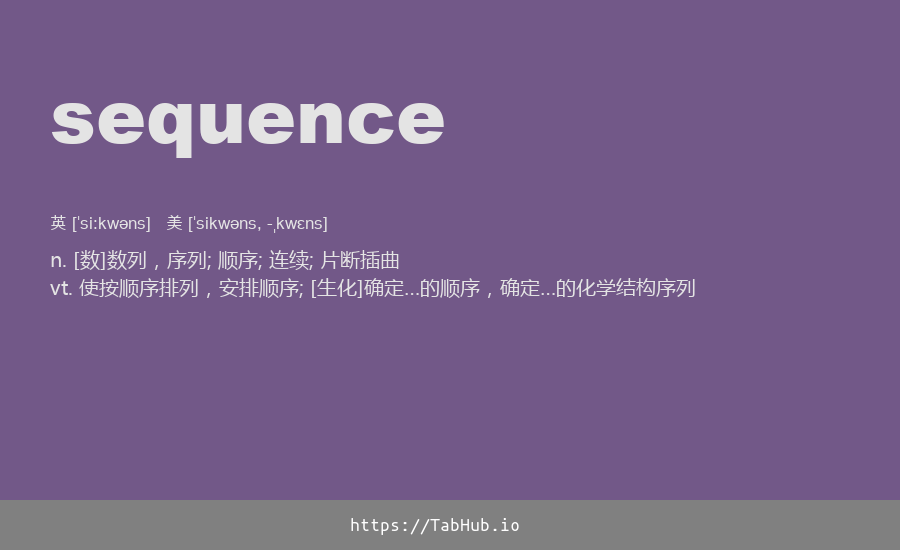 sequence
英 [ˈsiːkwəns] 美 [ˈsikwəns, -ˌkwɛns]
n. [数]数列，序列; 顺序; 连续; 片断插曲
vt. 使按顺序排列，安排顺序; [生化]确定...的顺序，确定...的化学结构序列
https://TabHub.io